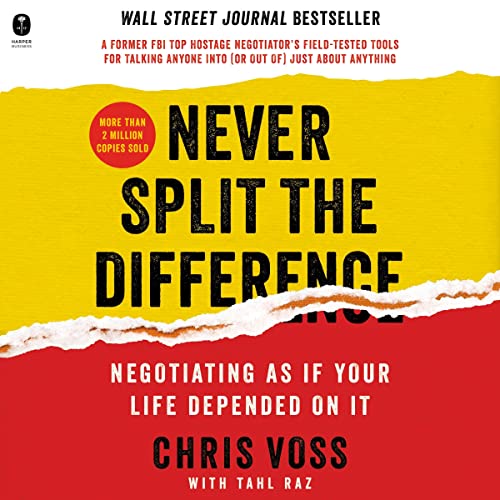 WALL STREET JOURNAL BESTSELLER
HARPER
BUSINESS
A FORMER FBI TOP HOSTAGE NEGOTIATOR'S FIELD-TESTED TOOLS
FOR TALKING ANYONE INTO (OR OUT OF) JUST ABOUT ANYTHING
MORE THAN
2 MILLION
COPIES SOLD
NEVER
SPLIT THE
DIFFERENCE
NEGOTIATING AS IF YOUR
LIFE DEPENDED ON IT
CHRIS VOSS
WITH TAHL RAZ